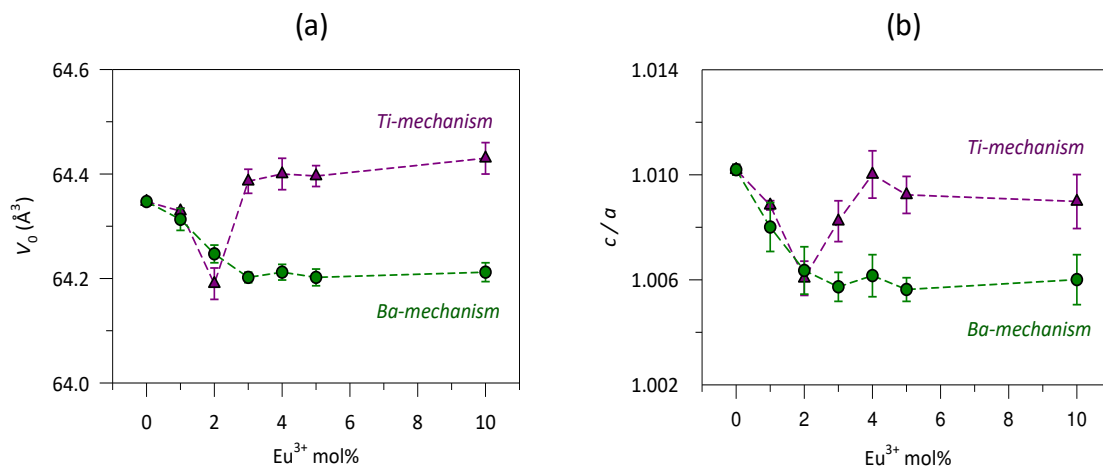 (a)
64.6
64.4
64.2
64.0
V₀ (Å³)
Ti-mechanism
Ba-mechanism
0 2 4 6 8 10
Eu³⁺ mol%
(b)
1.014
1.010
1.006
1.002
c / a
Ti-mechanism
Ba-mechanism
0 2 4 6 8 10
Eu³⁺ mol%